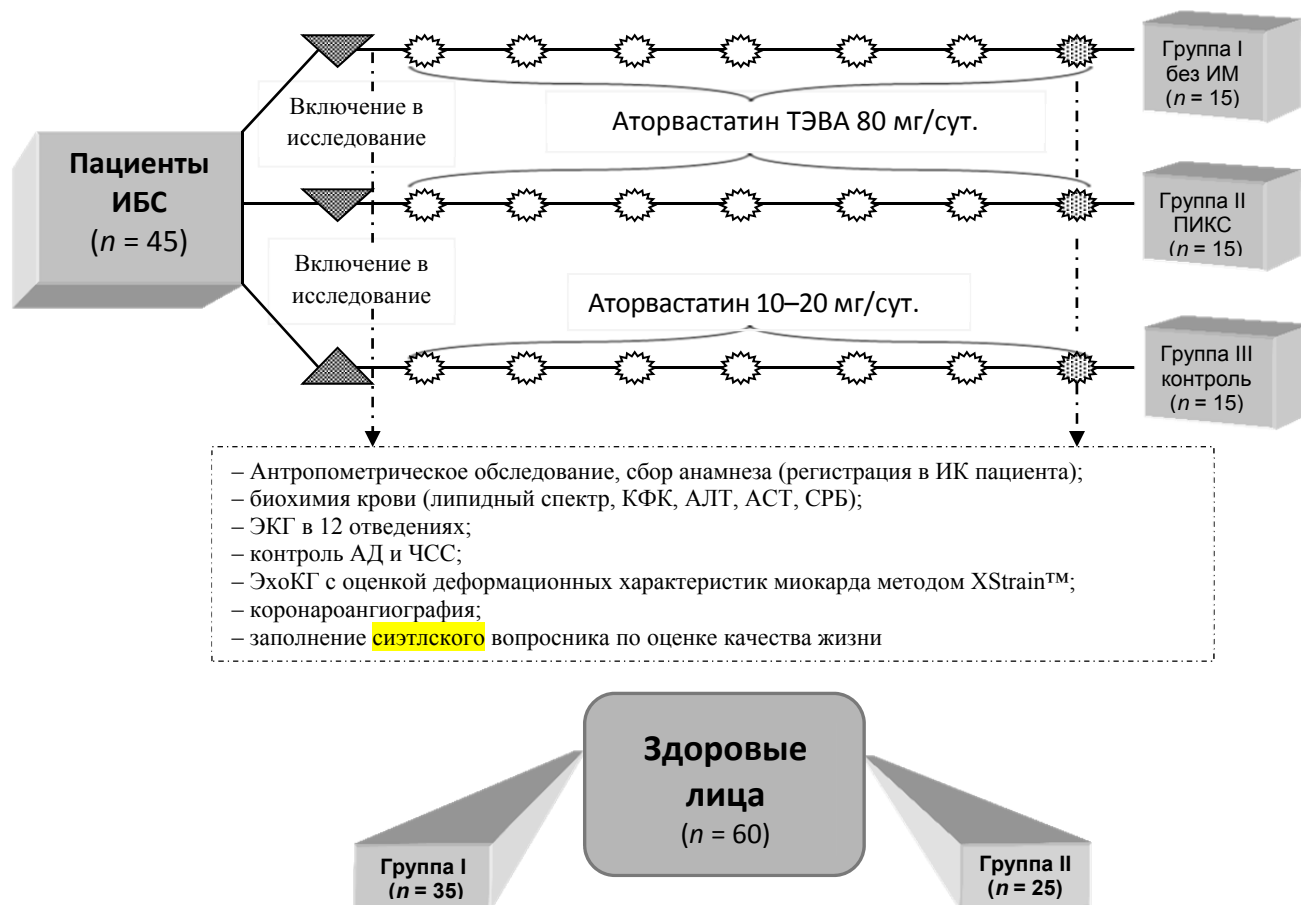 Группа I
без ИМ
(n = 15)
Включение в
исследование
Аторвастатин ТЭВА 80 мг/сут.
Пациенты
ИБС
(n = 45)
Группа II
ПИКС
(n = 15)
Включение в
исследование
Аторвастатин 10–20 мг/сут.
Группа III
контроль
(n = 15)
– Антропометрическое обследование, сбор анамнеза (регистрация в ИК пациента);
– биохимия крови (липидный спектр, КФК, АЛТ, АСТ, СРБ);
– ЭКГ в 12 отведениях;
– контроль АД и ЧСС;
– ЭхоКГ с оценкой деформационных характеристик миокарда методом XStrain™;
– коронароангиография;
– заполнение сиэтлского вопросника по оценке качества жизни
Здоровые
лица
(n = 60)
Группа I
(n = 35)
Группа II
(n = 25)